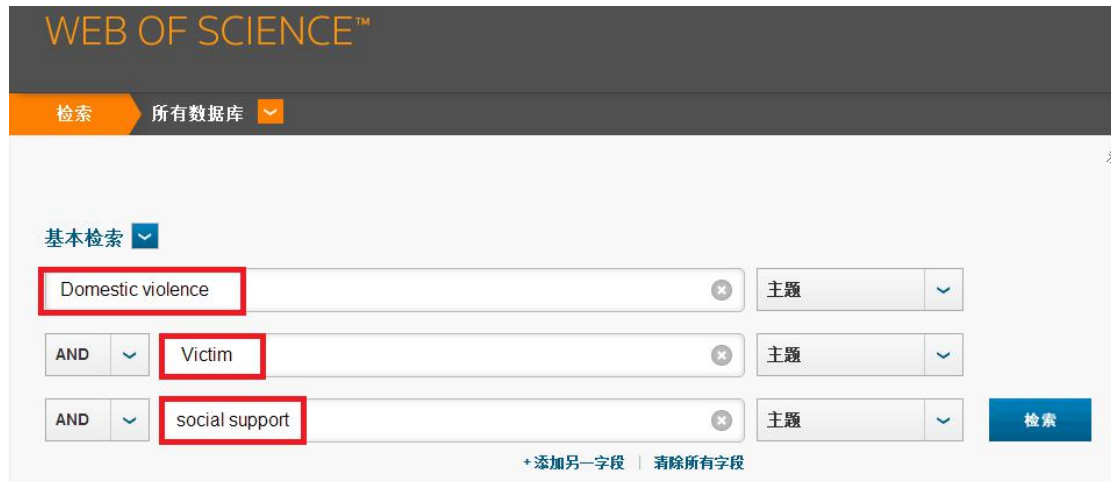 WEB OF SCIENCE™
检索 所有数据库
基本检索
Domestic violence 主题
AND Victim 主题
AND social support 主题 检索
+添加另一字段 | 清除所有字段